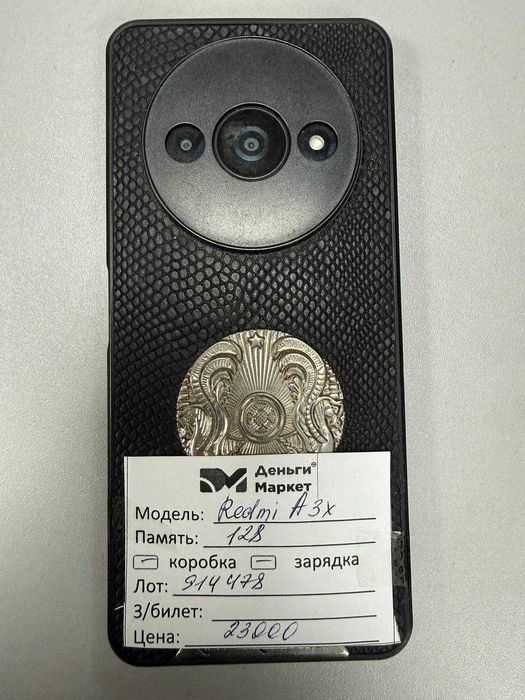 Деньги®
Маркет
Модель: Redmi A3x
Память: 128
коробка зарядка
Лот: 914478
З/билет:
Цена: 23000